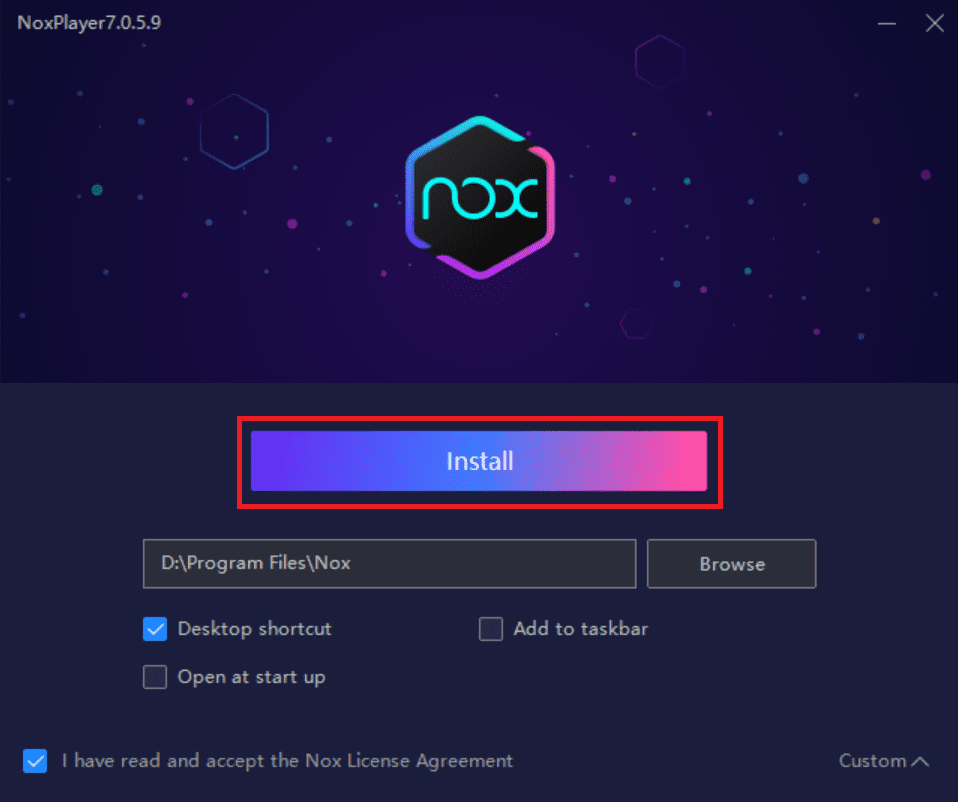 NoxPlayer7.0.5.9
nox
Install
D:\Program Files\Nox
Browse
Desktop shortcut
Add to taskbar
Open at start up
I have read and accept the Nox License Agreement
Custom